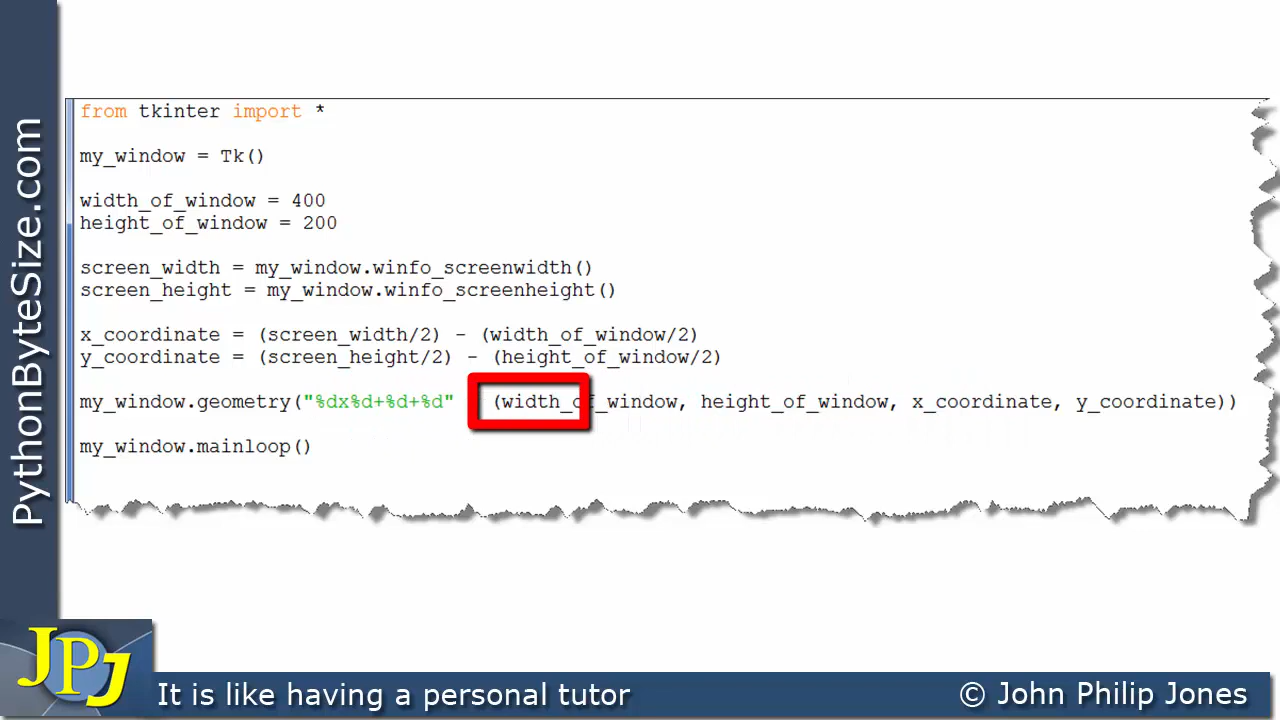 PythonByteSize.com
from tkinter import *
my_window = Tk()
width_of_window = 400
height_of_window = 200
screen_width = my_window.winfo_screenwidth()
screen_height = my_window.winfo_screenheight()
x_coordinate = (screen_width/2) - (width_of_window/2)
y_coordinate = (screen_height/2) - (height_of_window/2)
my_window.geometry("%dx%d+%d+%d" (width_of_window, height_of_window, x_coordinate, y_coordinate))
my_window.mainloop()
JPJ
It is like having a personal tutor
© John Philip Jones